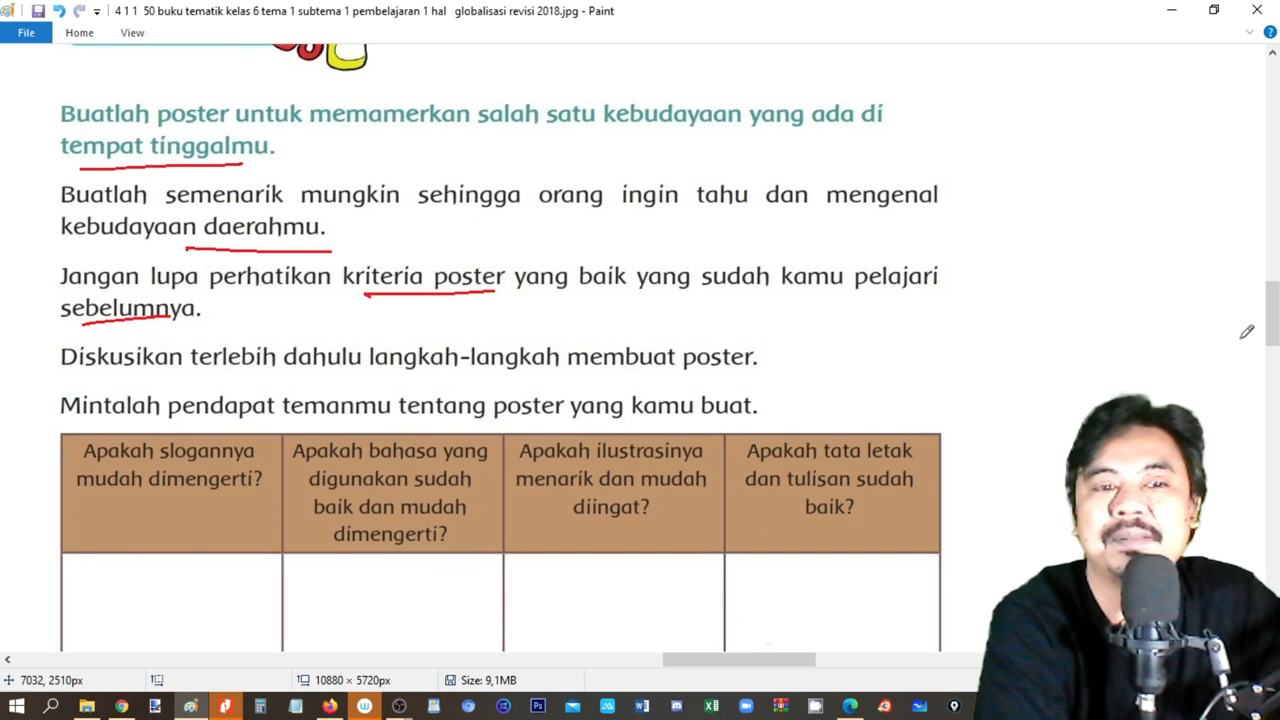 4 1 1 50 buku tematik kelas 6 tema 1 subtema 1 pembelajaran 1 hal globalisasi revisi 2018.jpg - Paint
File Home View
Buatlah poster untuk memamerkan salah satu kebudayaan yang ada di
tempat tinggalmu.
Buatlah semenarik mungkin sehingga orang ingin tahu dan mengenal
kebudayaan daerahmu.
Jangan lupa perhatikan kriteria poster yang baik yang sudah kamu pelajari
sebelumnya.
Diskusikan terlebih dahulu langkah-langkah membuat poster.
Mintalah pendapat temanmu tentang poster yang kamu buat.
Apakah slogannya
mudah dimengerti?
Apakah bahasa yang
digunakan sudah
baik dan mudah
dimengerti?
Apakah ilustrasinya
menarik dan mudah
diingat?
Apakah tata letak
dan tulisan sudah
baik?
7032, 2510px
10880 × 5720px
Size: 9,1MB